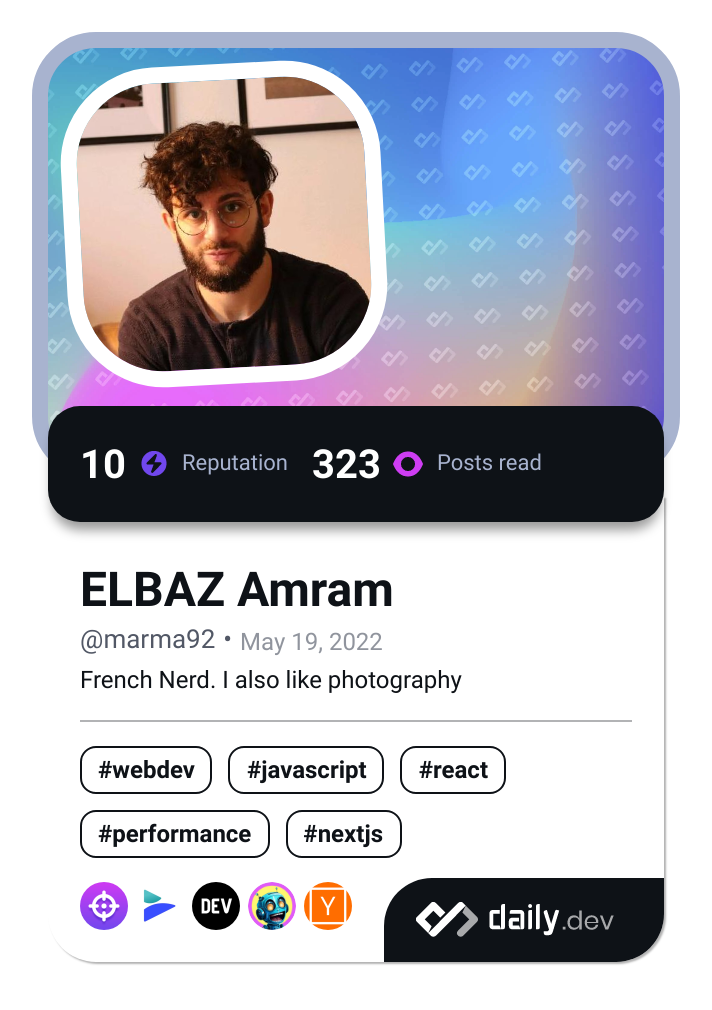 10 Reputation 323 Posts read
ELBAZ Amram
@marma92 • May 19, 2022
French Nerd. I also like photography
#webdev #javascript #react
#performance #nextjs
DEV Y daily.dev